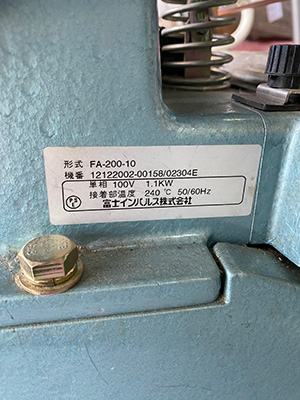 形式 FA-200-10
機番 12122002-00158/02304E
単相 100V 1.1KW
接着部温度 240℃ 50/60Hz
富士インパルス株式会社